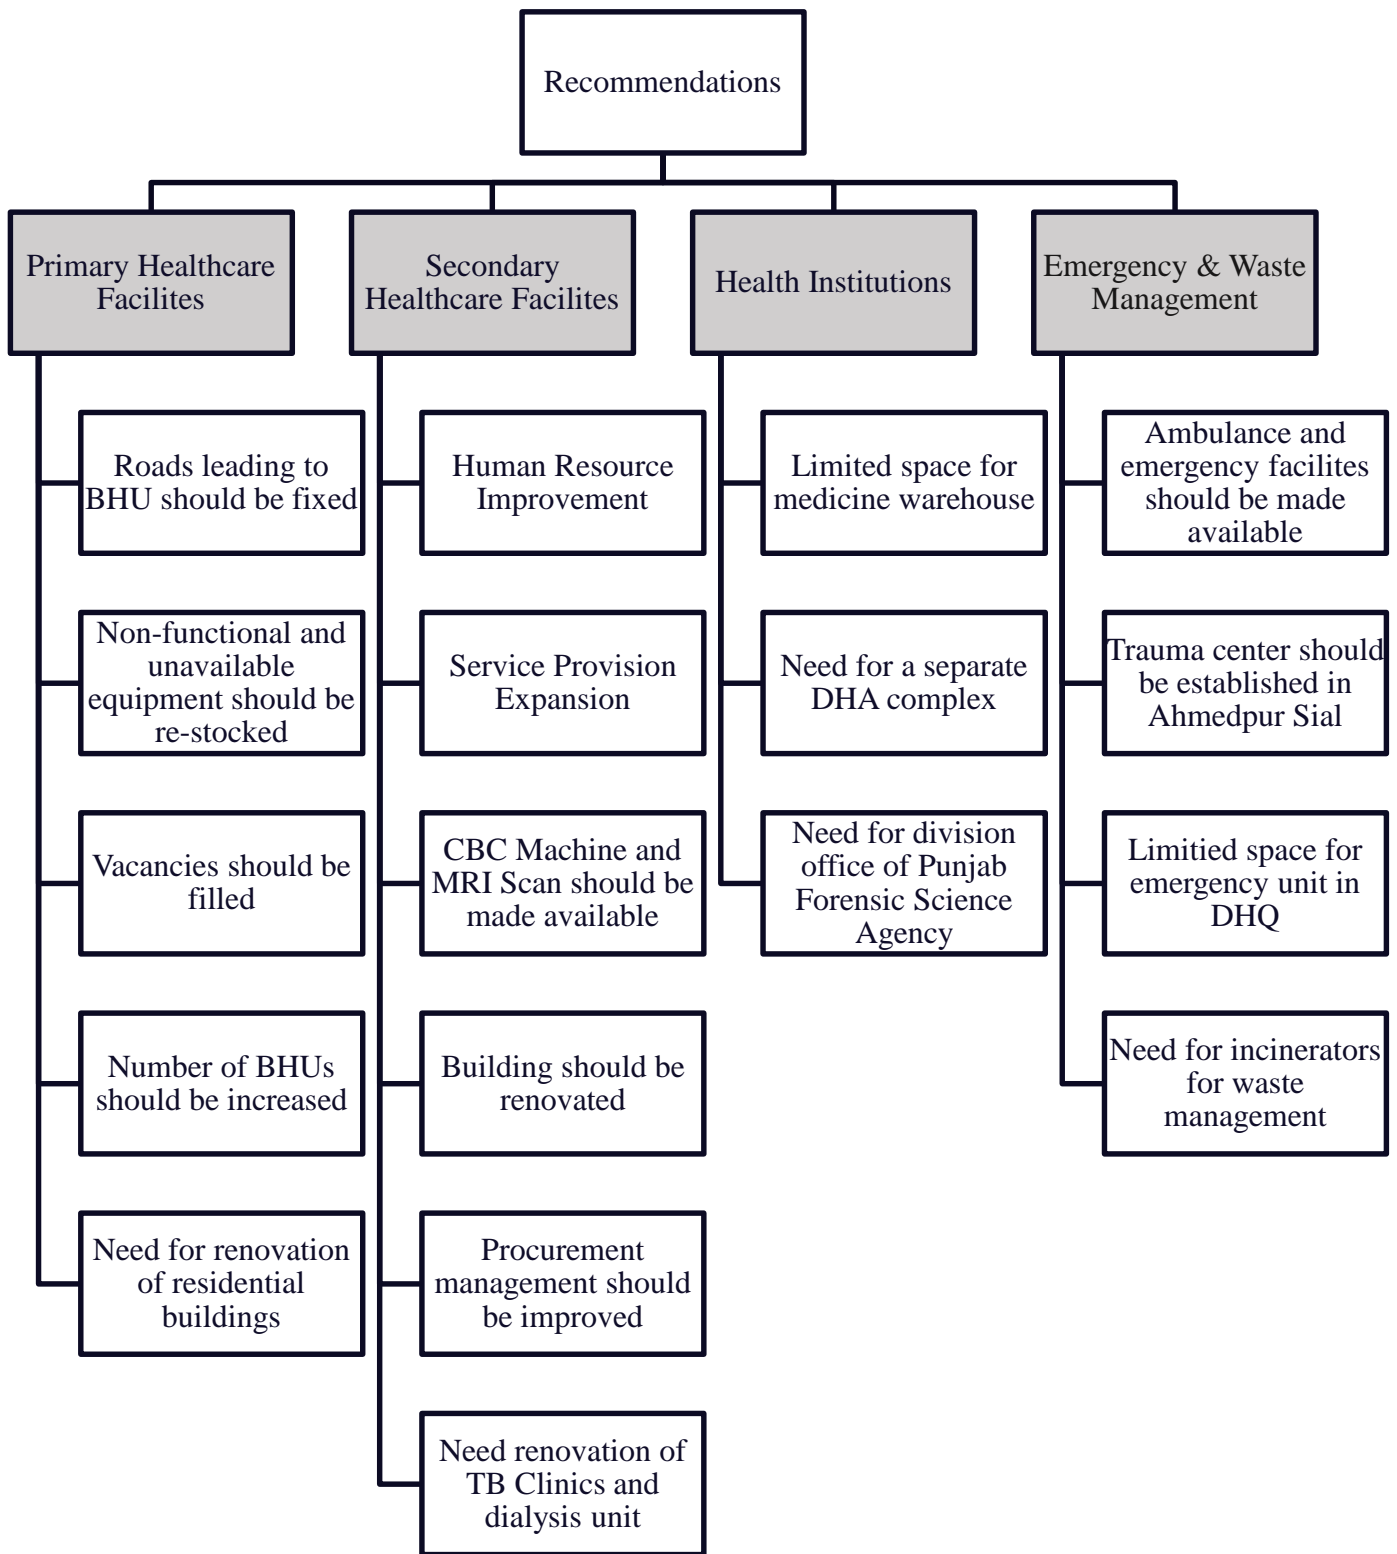 Recommendations
Primary Healthcare
Facilites
Roads leading to
BHU should be fixed
Non-functional and
unavailable
equipment should be
re-stocked
Vacancies should be
filled
Number of BHUs
should be increased
Need for renovation
of residential
buildings
Secondary
Healthcare Facilites
Human Resource
Improvement
Service Provision
Expansion
CBC Machine and
MRI Scan should be
made available
Building should be
renovated
Procurement
management should
be improved
Need renovation of
TB Clinics and
dialysis unit
Health Institutions
Limited space for
medicine warehouse
Need for a separate
DHA complex
Need for division
office of Punjab
Forensic Science
Agency
Emergency & Waste
Management
Ambulance and
emergency facilites
should be made
available
Trauma center should
be established in
Ahmedpur Sial
Limitied space for
emergency unit in
DHQ
Need for incinerators
for waste
management